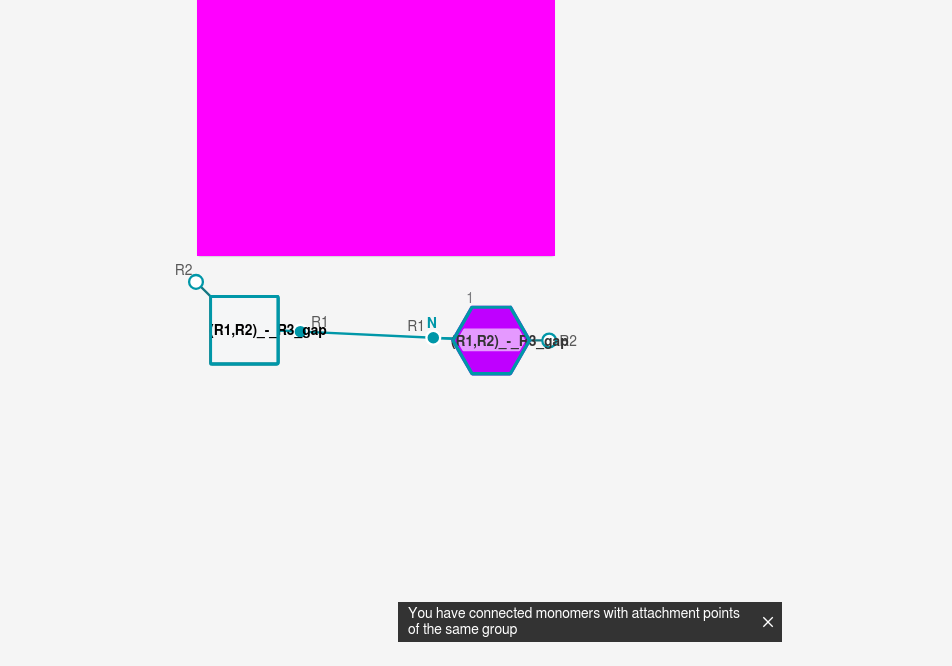 R2
1
R1
R1
N
(R1,R2)_-_R3_gap
(R1,R2)_-_R3_gap
R2
You have connected monomers with attachment points
of the same group